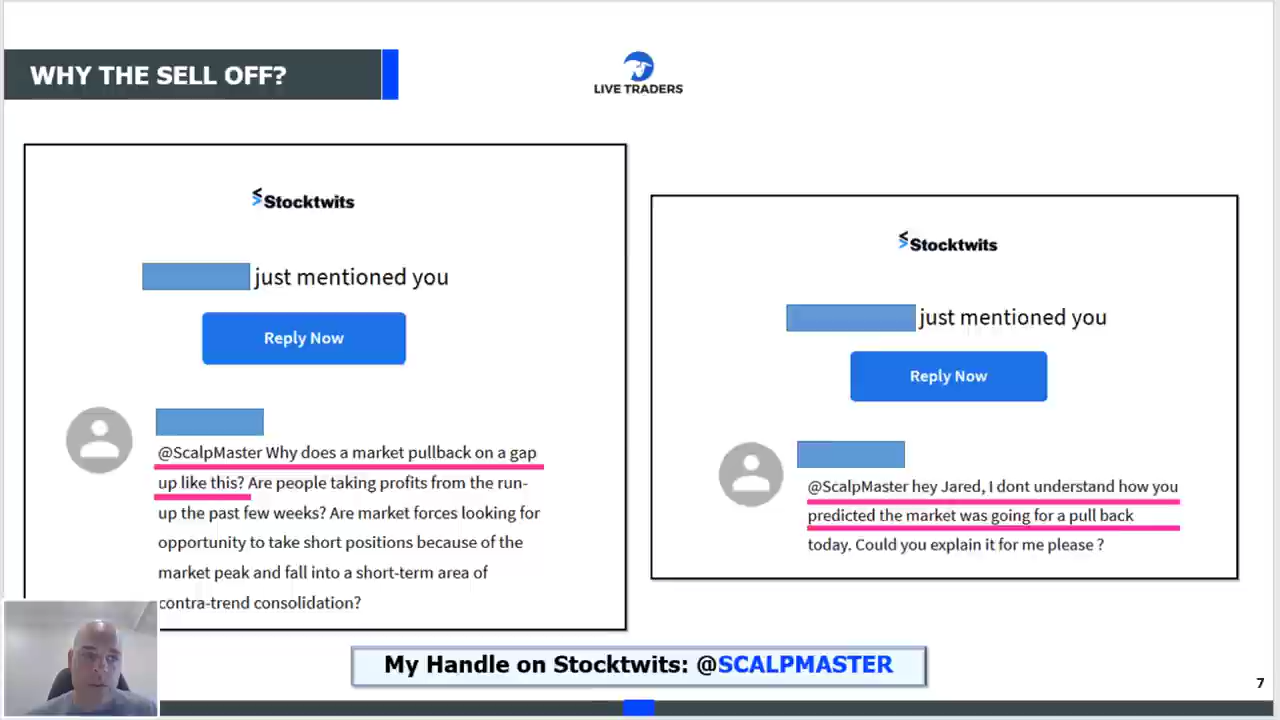 WHY THE SELL OFF?
LIVE TRADERS
Stocktwits
just mentioned you
Reply Now
@ScalpMaster Why does a market pullback on a gap
up like this? Are people taking profits from the run-
up the past few weeks? Are market forces looking for
opportunity to take short positions because of the
market peak and fall into a short-term area of
contra-trend consolidation?
Stocktwits
just mentioned you
Reply Now
@ScalpMaster hey Jared, I dont understand how you
predicted the market was going for a pull back
today. Could you explain it for me please ?
My Handle on Stocktwits: @SCALPMASTER
7